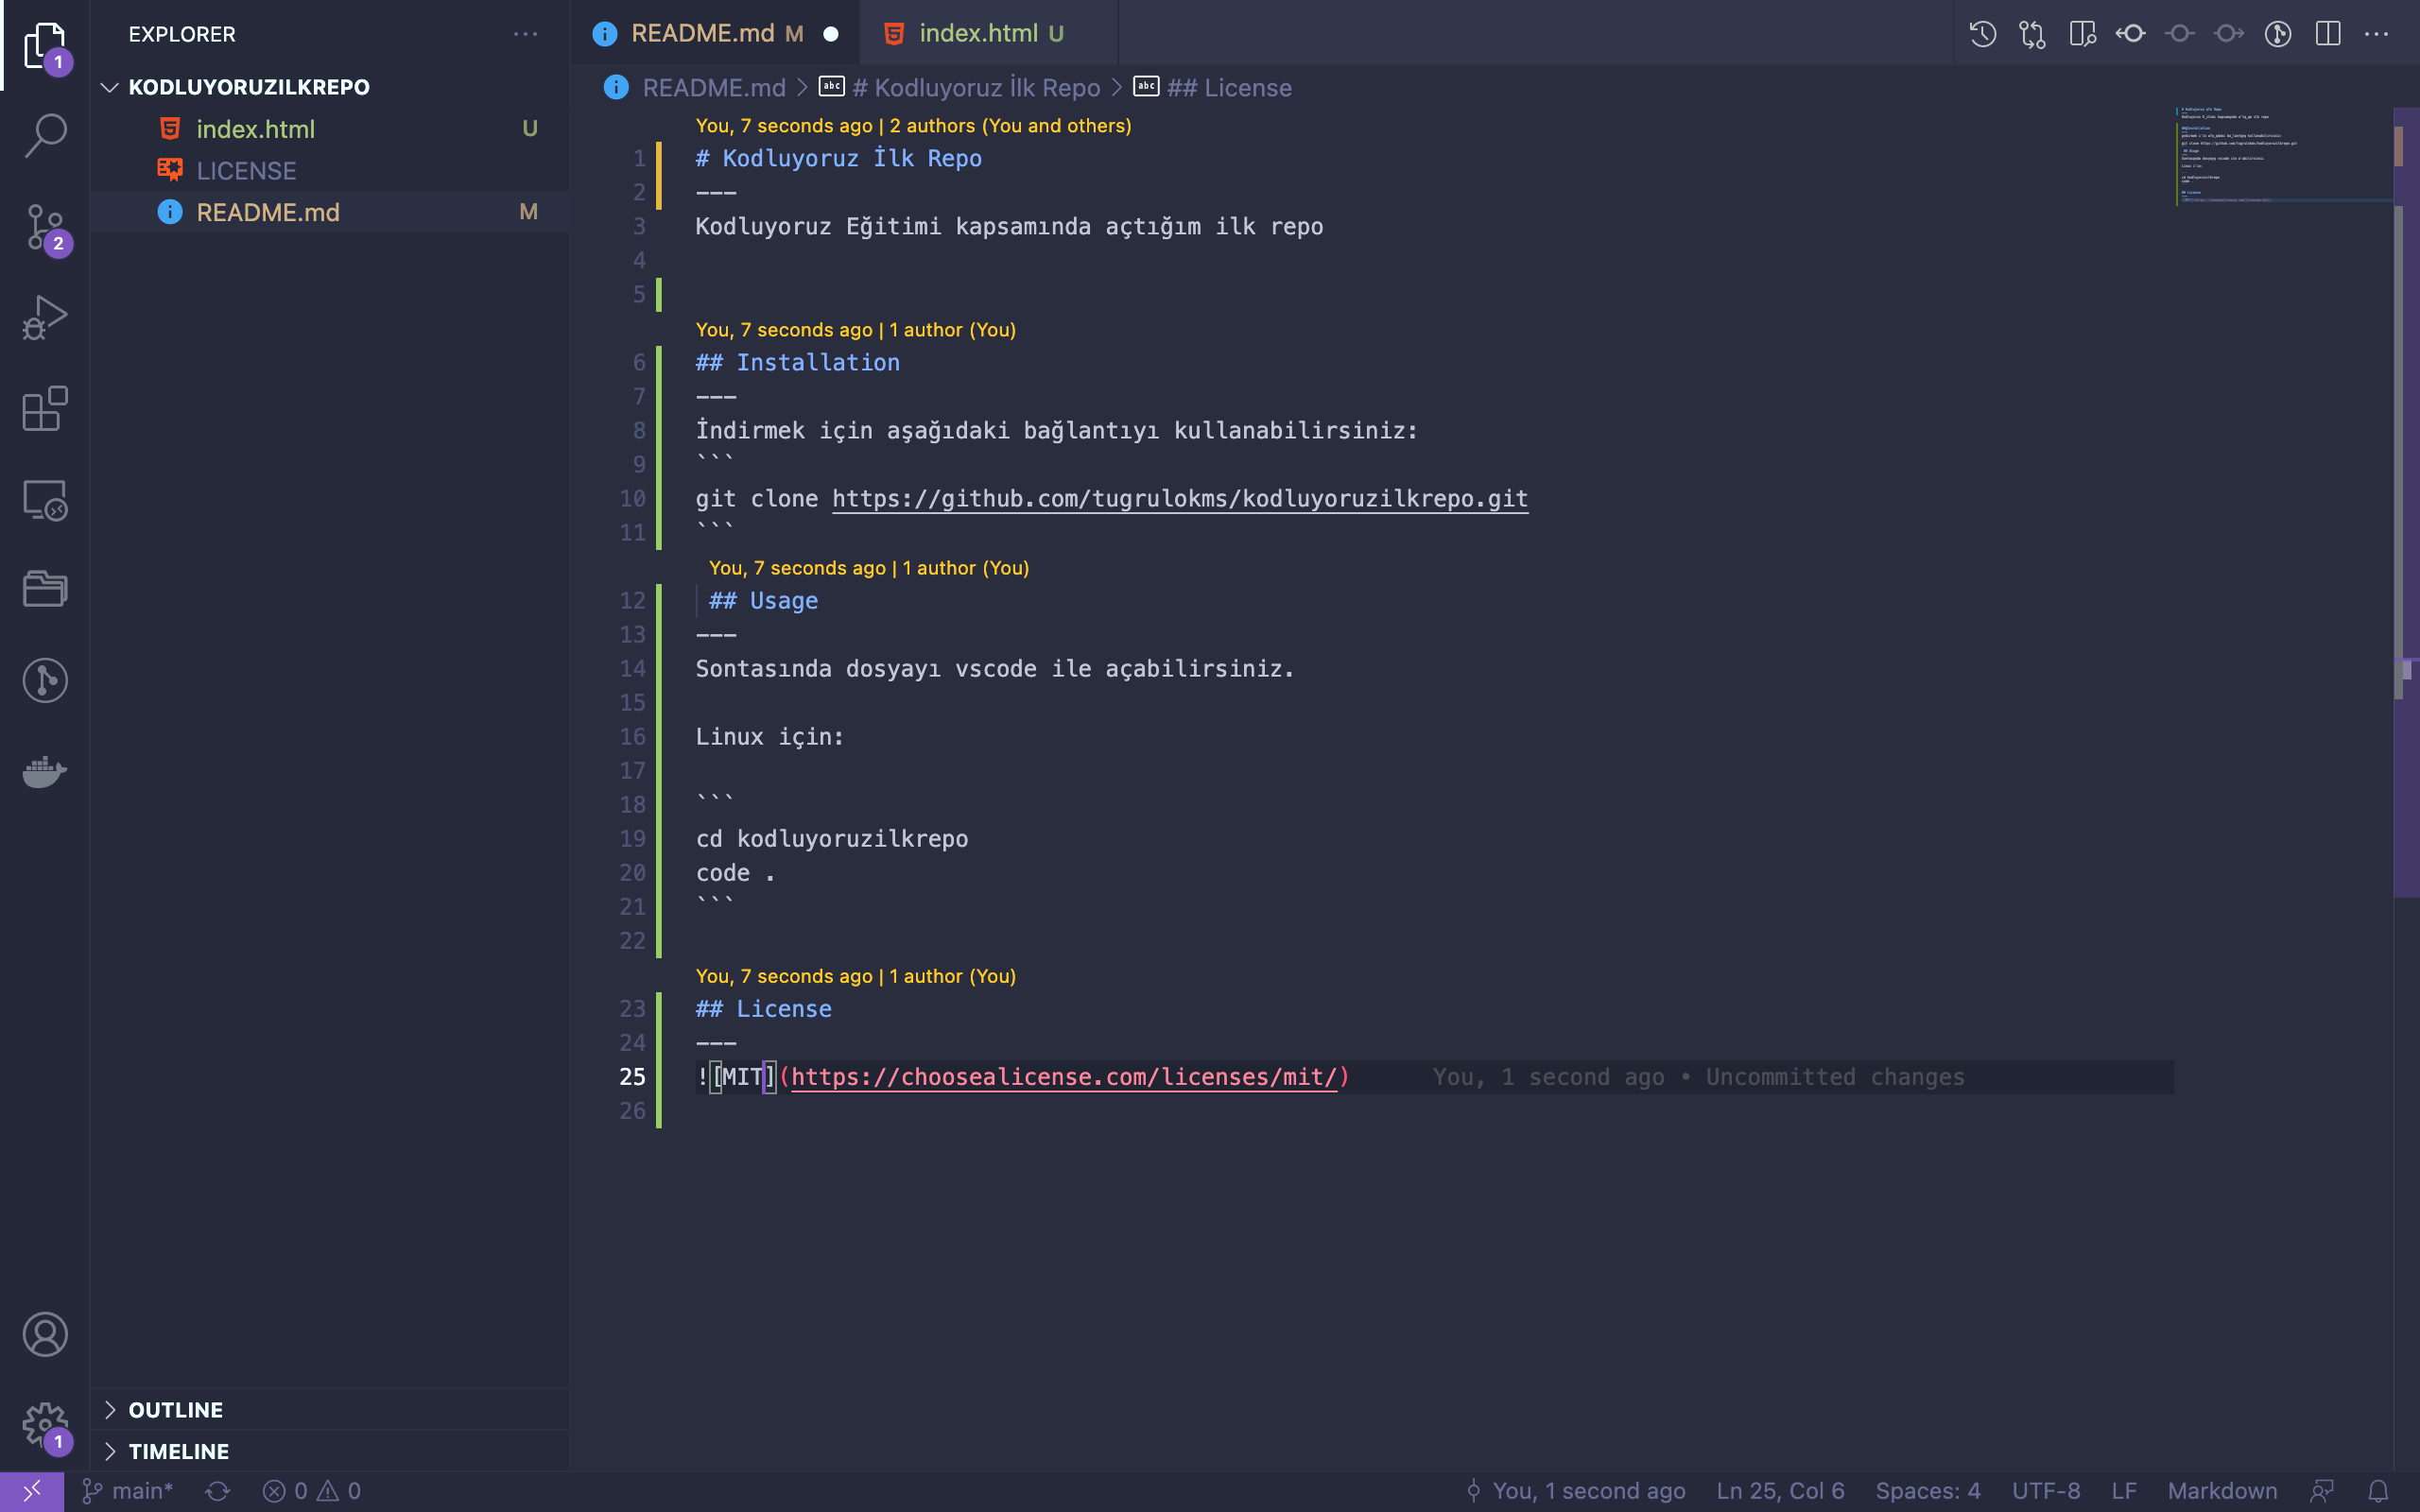 EXPLORER
README.md M
index.html U
1
KODLUYORUZILKREPO
README.md > # Kodluyoruz İlk Repo > ## License
index.html U
LICENSE
README.md M
2
You, 7 seconds ago | 2 authors (You and others)
1 # Kodluyoruz İlk Repo
2 ---
3 Kodluyoruz Eğitimi kapsamında açtığım ilk repo
4
5
You, 7 seconds ago | 1 author (You)
6 ## Installation
7 ---
8 İndirmek için aşağıdaki bağlantıyı kullanabilirsiniz:
9 ```
10 git clone https://github.com/tugrulokms/kodluyoruzilkrepo.git
11 ```
You, 7 seconds ago | 1 author (You)
12 ## Usage
13 ---
14 Sontasında dosyayı vscode ile açabilirsiniz.
15
16 Linux için:
17
18 ```
19 cd kodluyoruzilkrepo
20 code .
21 ```
22
You, 7 seconds ago | 1 author (You)
23 ## License
24 ---
25 ![MIT](https://choosealicense.com/licenses/mit/) You, 1 second ago • Uncommitted changes
26
OUTLINE
TIMELINE
1
main* 0 0 You, 1 second ago Ln 25, Col 6 Spaces: 4 UTF-8 LF Markdown